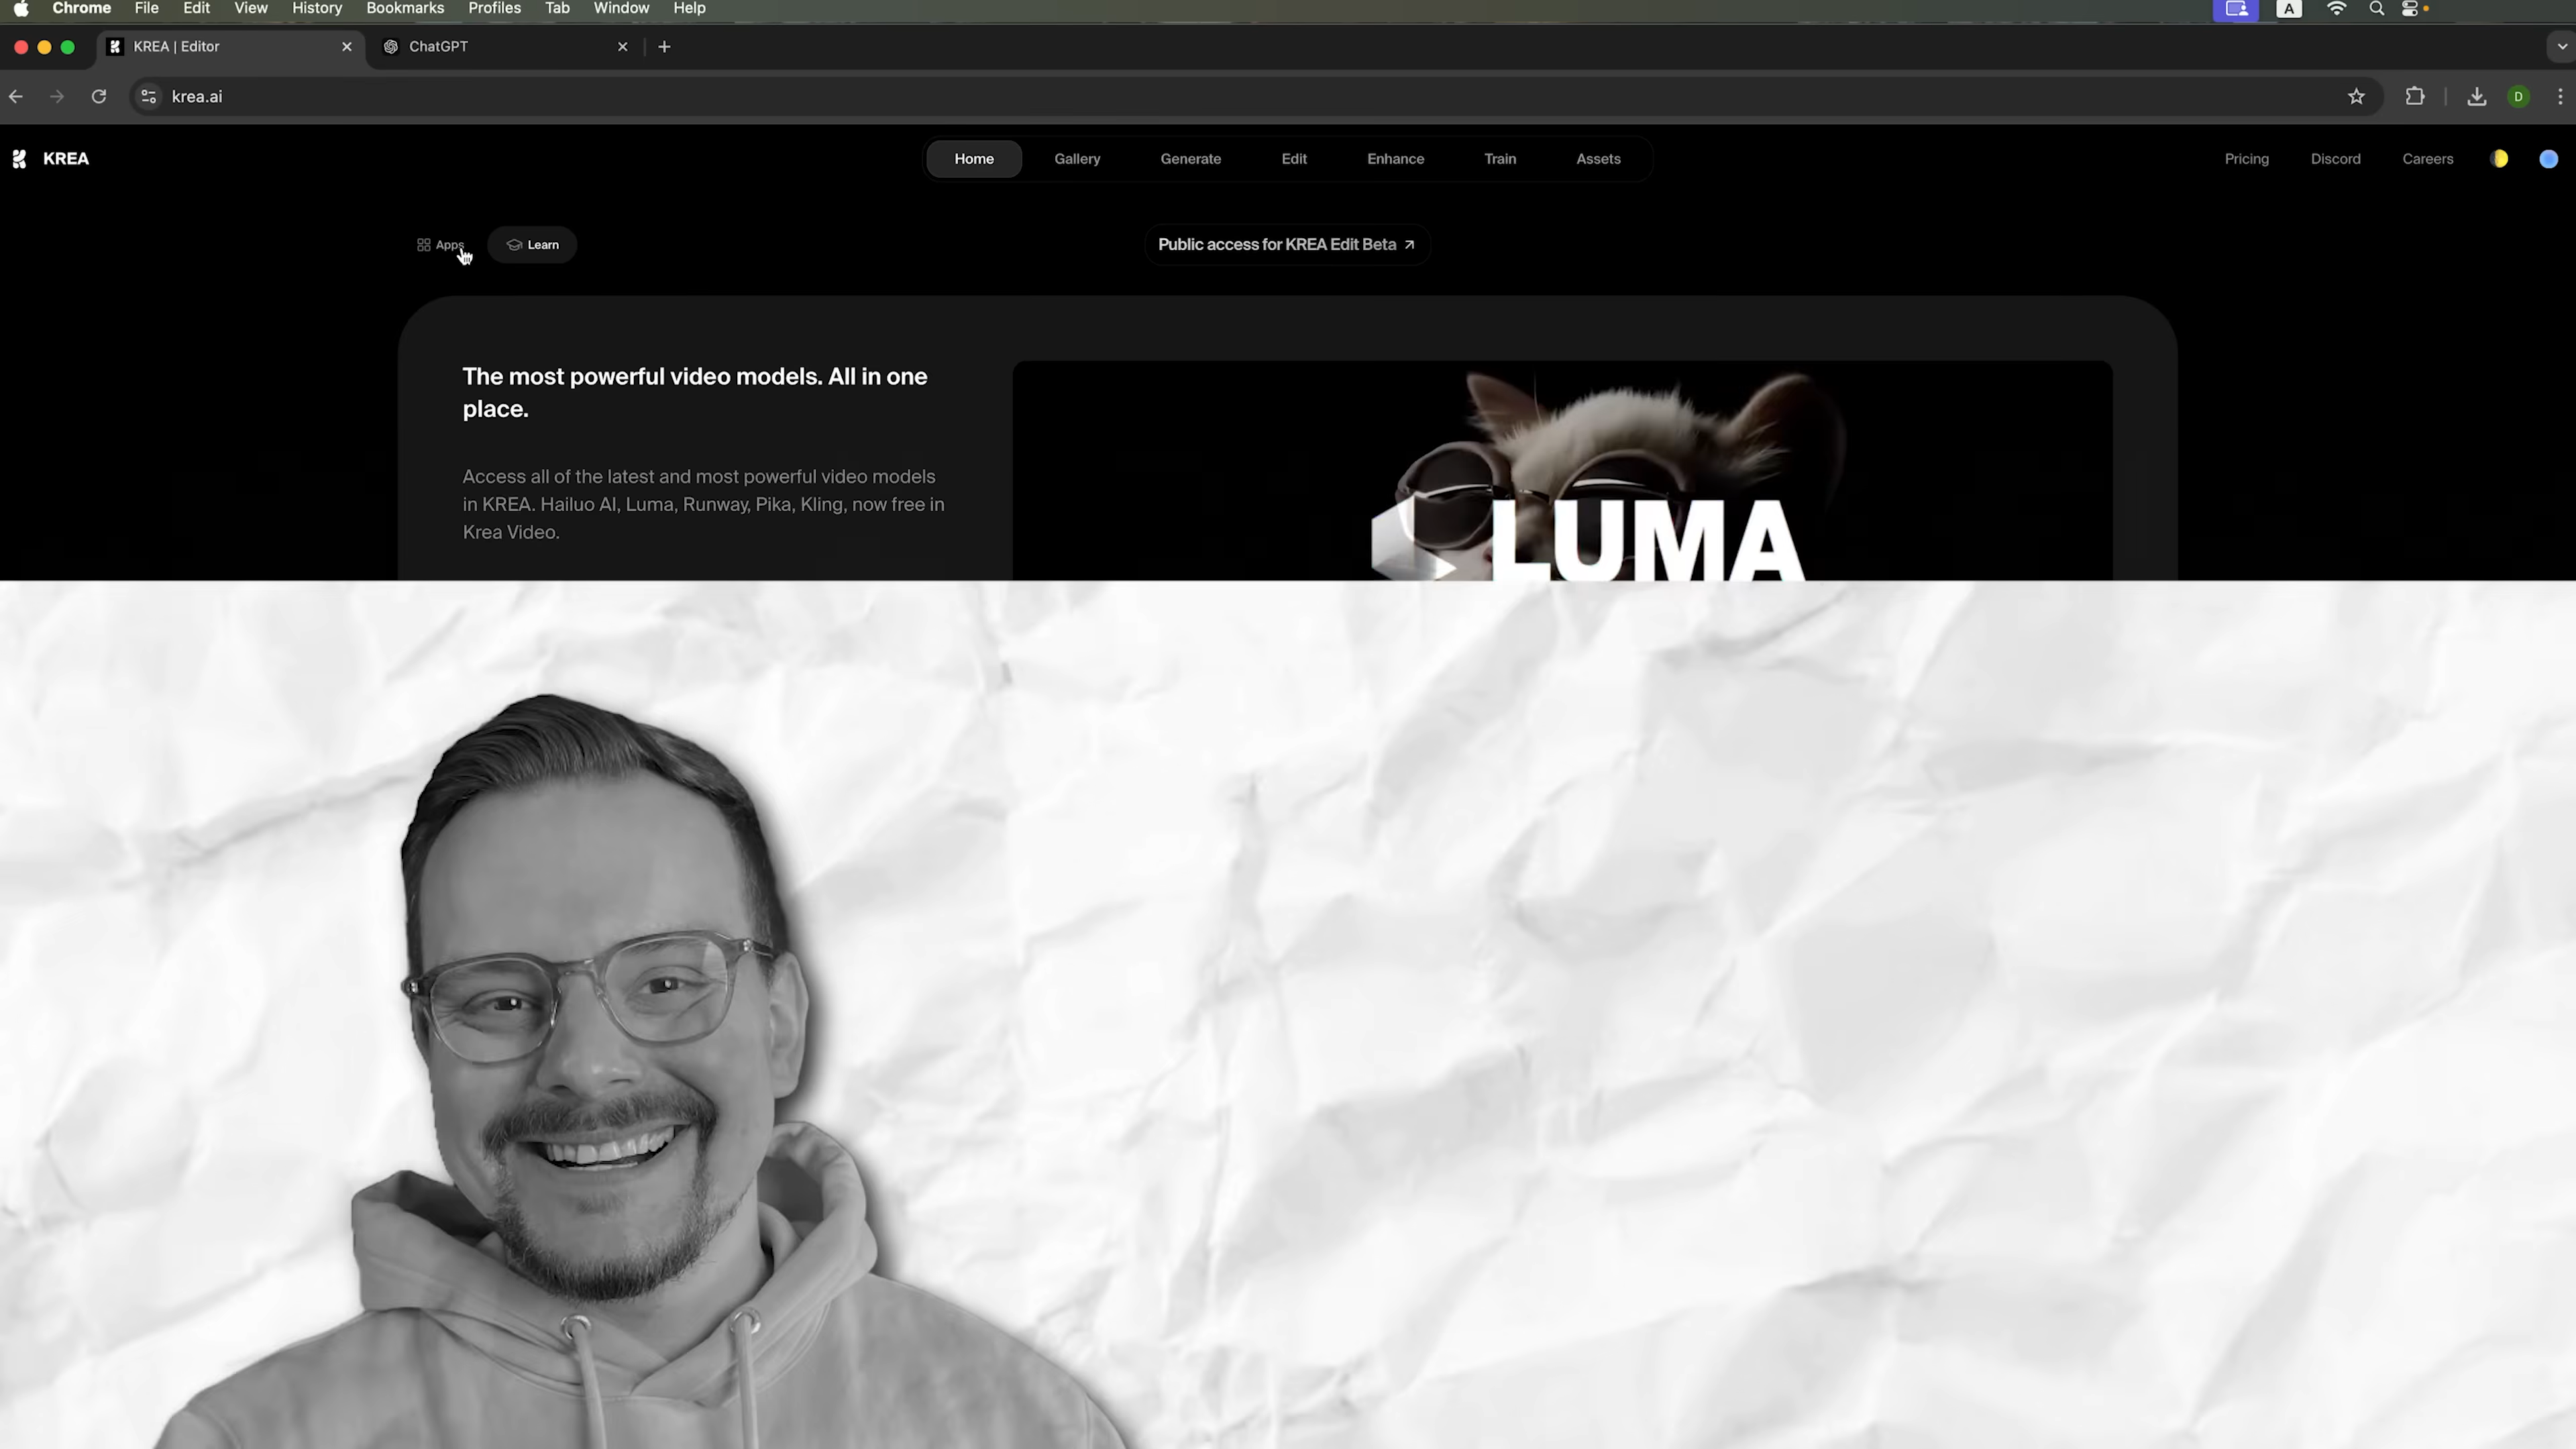 Chrome File Edit View History Bookmarks Profiles Tab Window Help A
KREA | Editor ChatGPT
krea.ai D
KREA Home Gallery Generate Edit Enhance Train Assets Pricing Discord Careers
Apps Learn Public access for KREA Edit Beta
The most powerful video models. All in one
place.
Access all of the latest and most powerful video models
in KREA. Hailuo AI, Luma, Runway, Pika, Kling, now free in
Krea Video.
LUMA